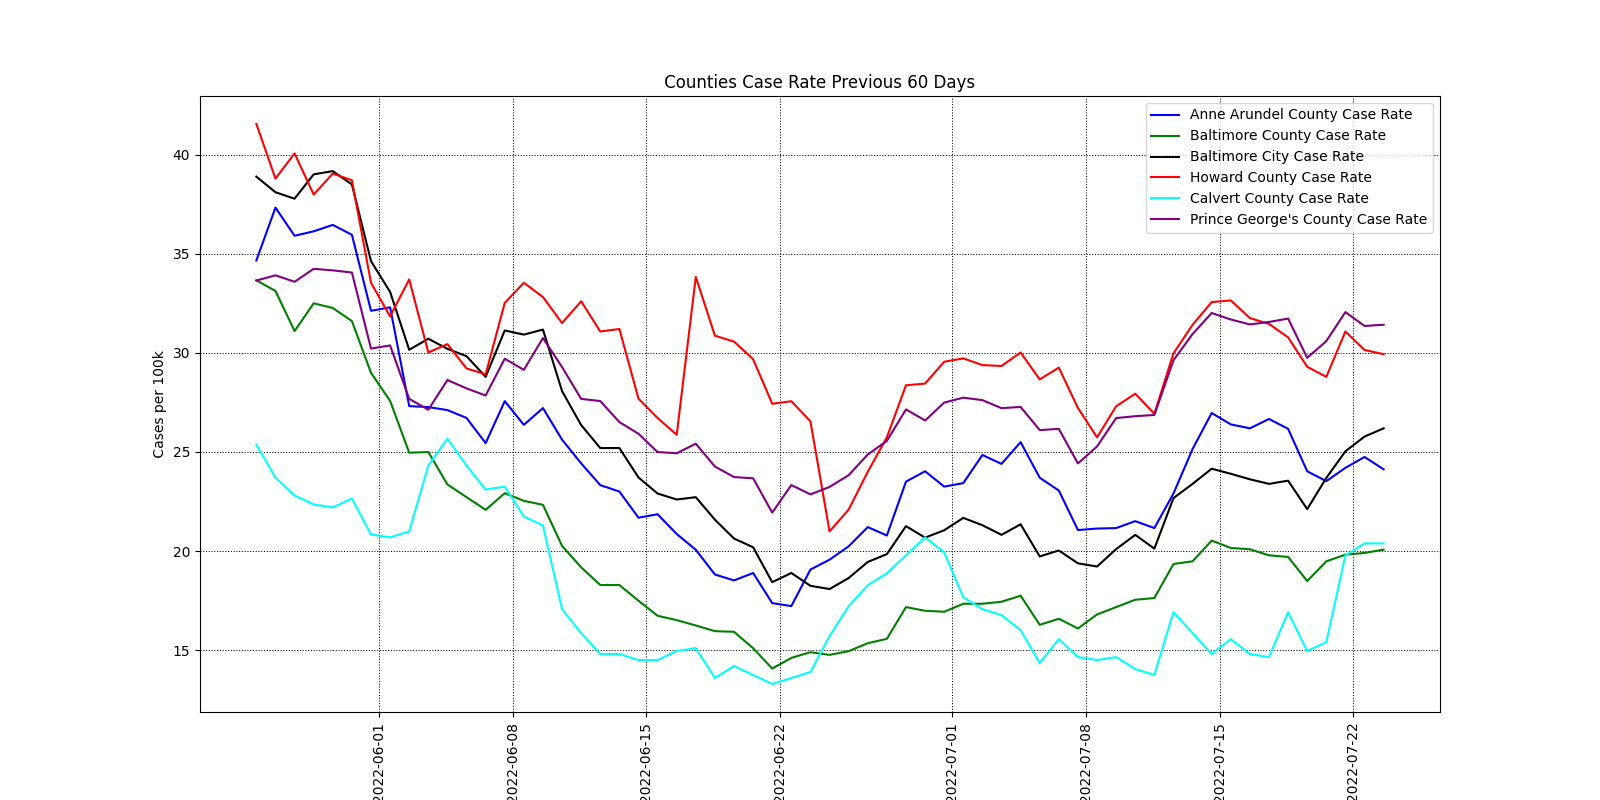 Counties Case Rate Previous 60 Days
Anne Arundel County Case Rate
Baltimore County Case Rate
Baltimore City Case Rate
Howard County Case Rate
Calvert County Case Rate
Prince George's County Case Rate
Cases per 100k
40
35
30
25
20
15
2022-06-01
2022-06-08
2022-06-15
2022-06-22
2022-07-01
2022-07-08
2022-07-15
2022-07-22